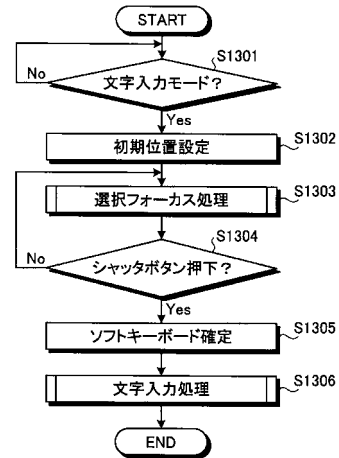 START
S1301
文字入力モード？
No
Yes
初期位置設定
S1302
選択フォーカス処理
S1303
S1304
シャッタボタン押下？
No
Yes
ソフトキーボード確定
S1305
文字入力処理
S1306
END